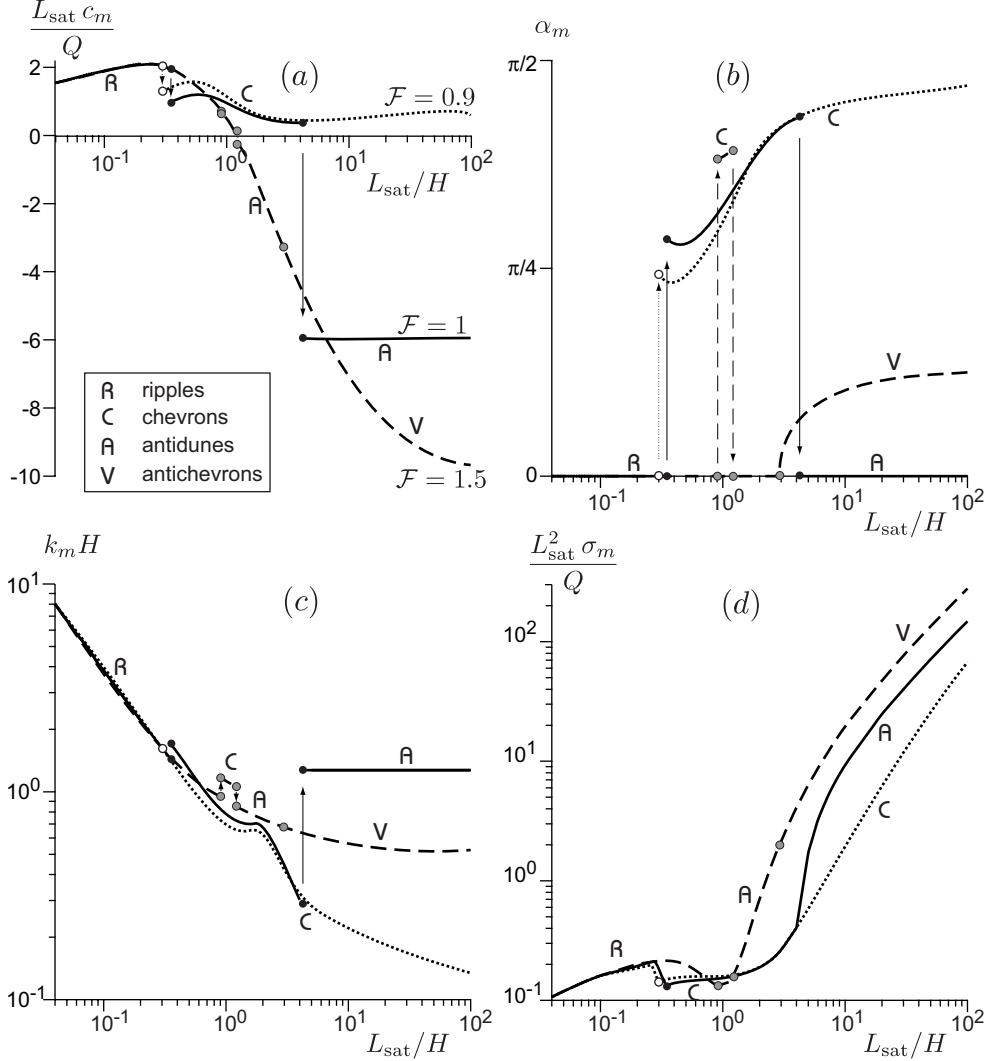 L_sat c_m
Q
(a)
2
R
C
F = 0.9
0
10^-1
10^0
10^1
10^2
L_sat/H
-2
A
-4
-6
F = 1
A
-8
V
-10
F = 1.5
R ripples
C chevrons
A antidunes
V antichevrons
α_m
(b)
π/2
C
C
π/4
V
R
A
0
10^-1
10^0
10^1
10^2
L_sat/H
k_m H
(c)
10^1
R
C
A
A
10^0
V
C
10^-1
10^-1
10^0
10^1
10^2
L_sat/H
L_sat^2 σ_m
Q
(d)
10^2
V
A
10^1
C
10^0
A
R
C
10^-1
10^-1
10^0
10^1
10^2
L_sat/H